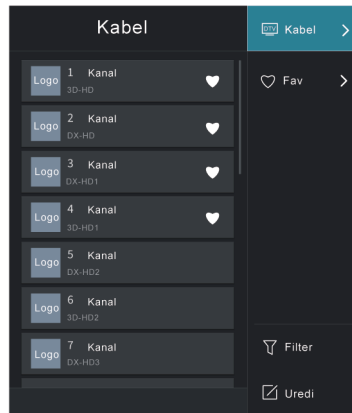 Kabel
Logo 1 Kanal
3D-HD
Logo 2 Kanal
DX-HD
Logo 3 Kanal
DX-HD1
Logo 4 Kanal
3D-HD1
Logo 5 Kanal
DX-HD2
Logo 6 Kanal
3D-HD2
Logo 7 Kanal
DX-HD3
DTV Kabel
Fav
Filter
Uredi